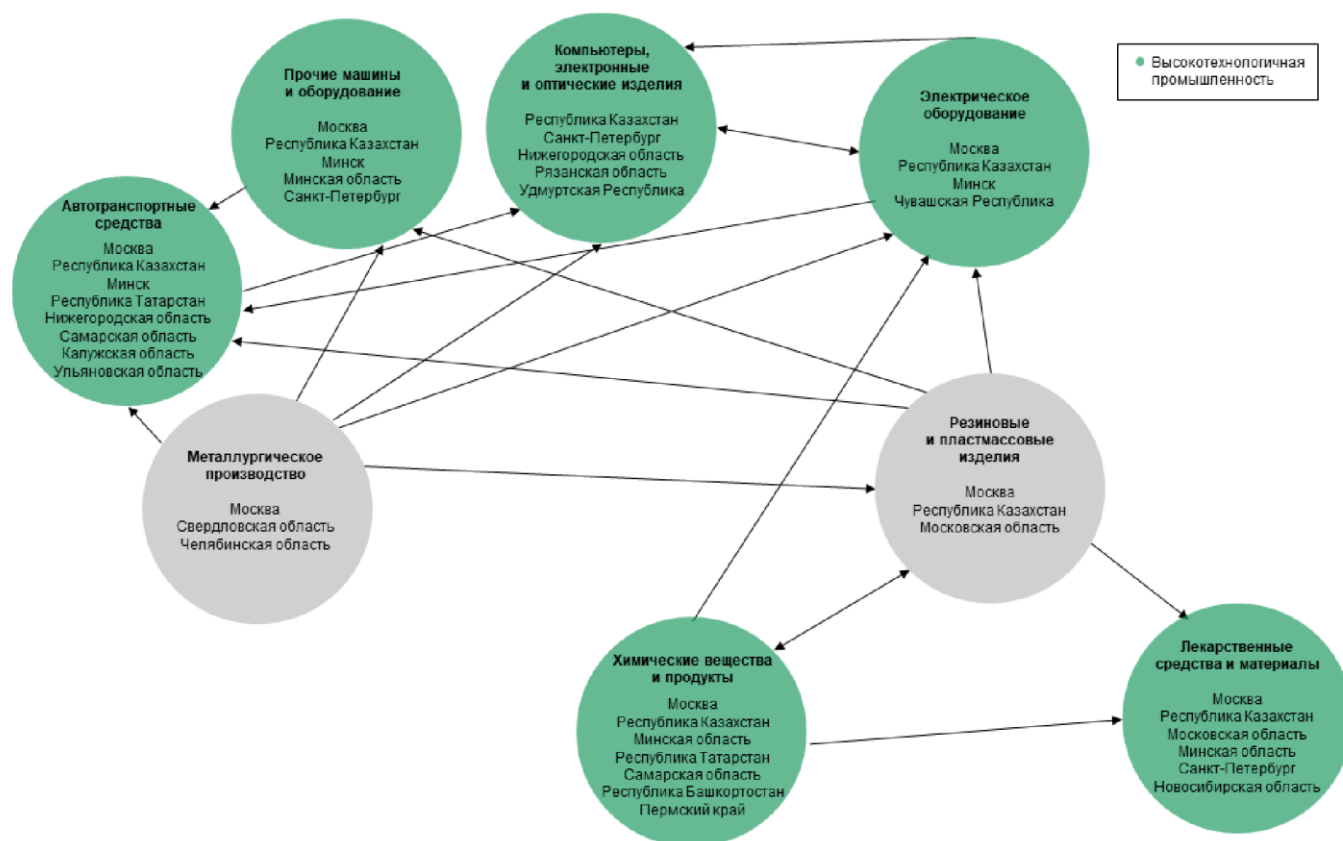 Прочие машины
и оборудование
Москва
Республика Казахстан
Минск
Минская область
Санкт-Петербург
Компьютеры,
электронные
и оптические изделия
Республика Казахстан
Санкт-Петербург
Нижегородская область
Рязанская область
Удмуртская Республика
Электрическое
оборудование
Москва
Республика Казахстан
Минск
Чувашская Республика
Высокотехнологичная
промышленность
Автотранспортные
средства
Москва
Республика Казахстан
Минск
Республика Татарстан
Нижегородская область
Самарская область
Калужская область
Ульяновская область
Металлургическое
производство
Москва
Свердловская область
Челябинская область
Резиновые
и пластмассовые
изделия
Москва
Республика Казахстан
Московская область
Химические вещества
и продукты
Москва
Республика Казахстан
Минская область
Республика Татарстан
Самарская область
Республика Башкортостан
Пермский край
Лекарственные
средства и материалы
Москва
Республика Казахстан
Московская область
Минская область
Санкт-Петербург
Новосибирская область